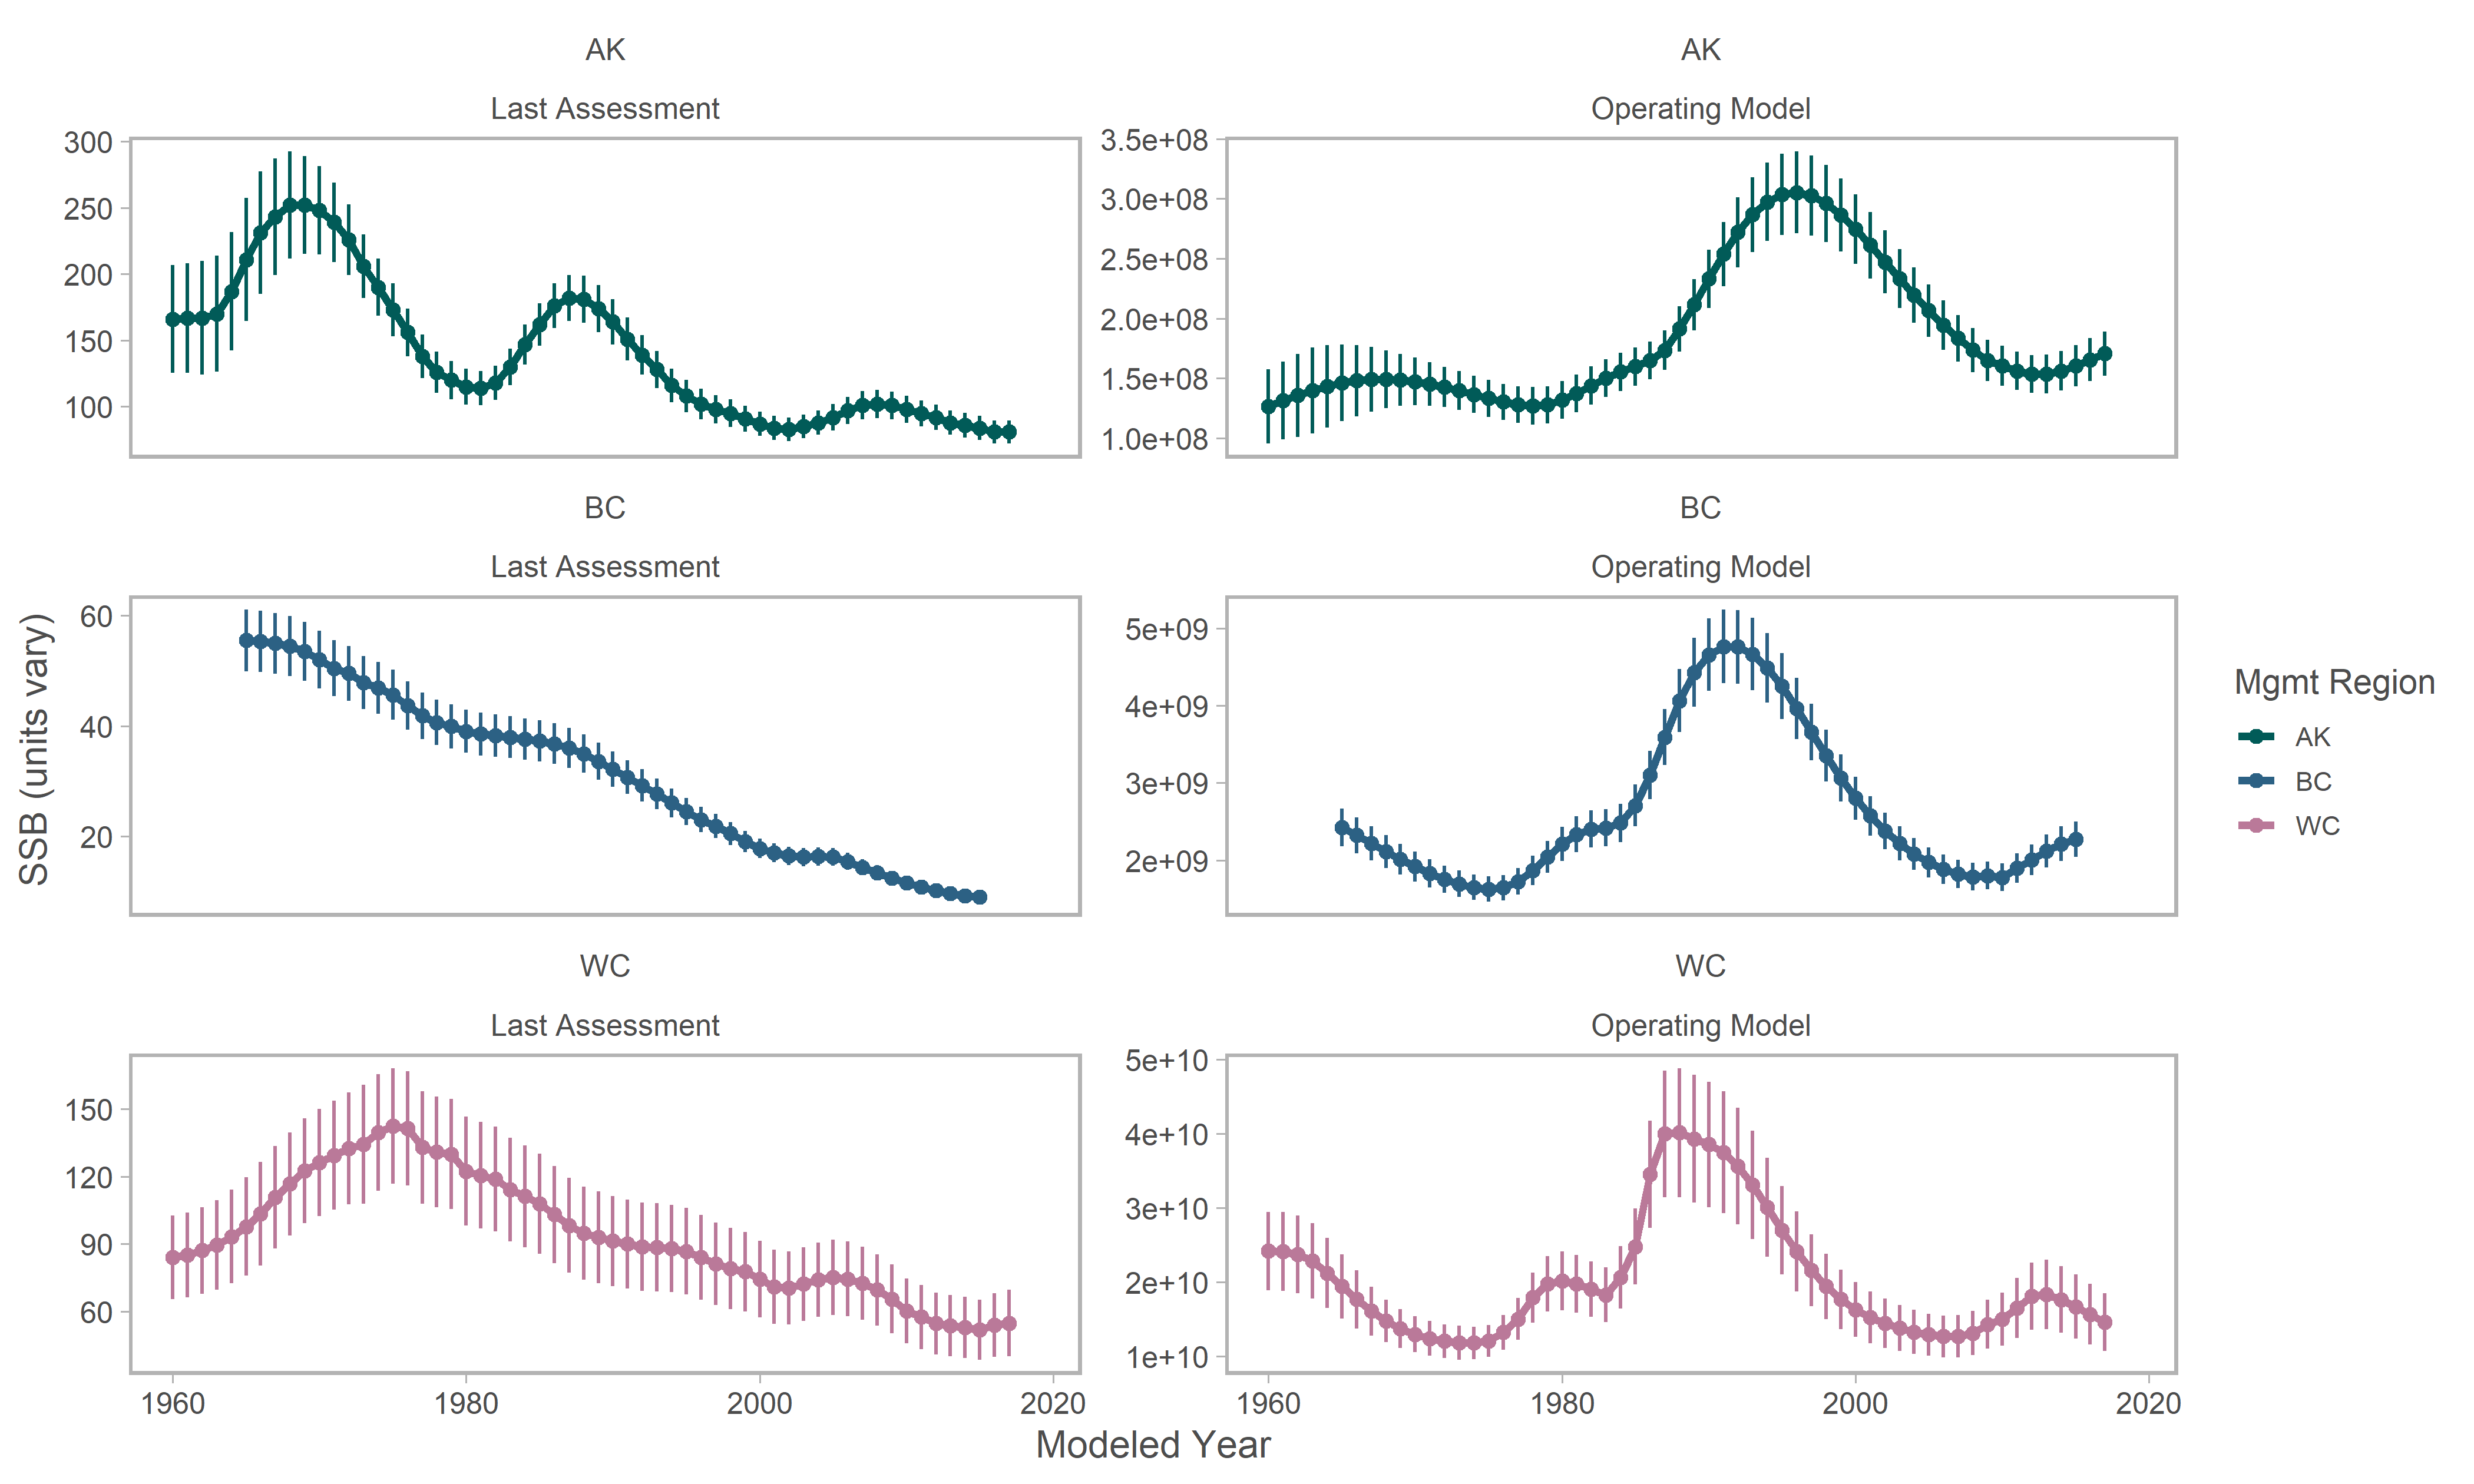 AK
Last Assessment
300
250
200
150
100
AK
Operating Model
3.5e+08
3.0e+08
2.5e+08
2.0e+08
1.5e+08
1.0e+08
BC
Last Assessment
60
40
20
BC
Operating Model
5e+09
4e+09
3e+09
2e+09
WC
Last Assessment
150
120
90
60
1960 1980 2000 2020
WC
Operating Model
5e+10
4e+10
3e+10
2e+10
1e+10
1960 1980 2000 2020
SSB (units vary)
Modeled Year
Mgmt Region
AK
BC
WC